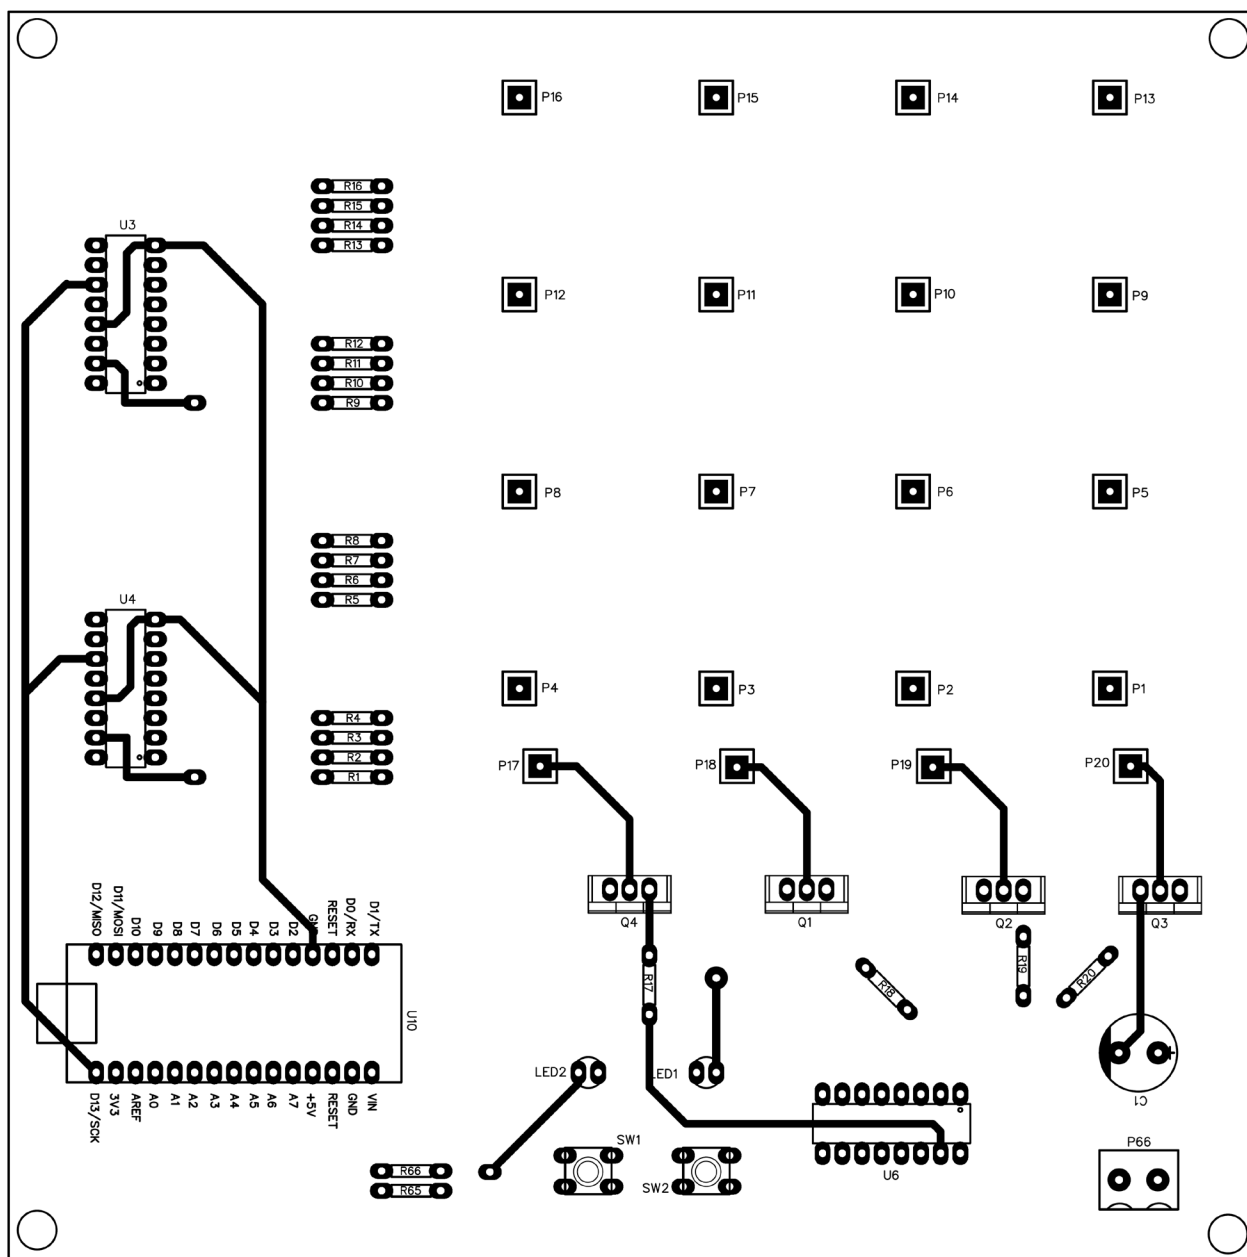 P16
P15
P14
P13
R16
R15
R14
R13
U3
P12
P11
P10
P9
R12
R11
R10
R9
P8
P7
P6
P5
R8
R7
R6
R5
U4
P4
P3
P2
P1
R4
R3
R2
R1
P17
P18
P19
P20
D12/MISO
D11/MOSI
D10
D9
D8
D7
D6
D5
D4
D3
D2
GND
RESET
D0/RX
D1/TX
Q4
Q1
Q2
Q3
R17
R18
R19
R20
U10
LED2
LED1
+
C1
D13/SCK
3V3
AREF
A0
A1
A2
A3
A4
A5
A6
A7
+5V
RESET
GND
VIN
SW1
SW2
U6
P66
R66
R65